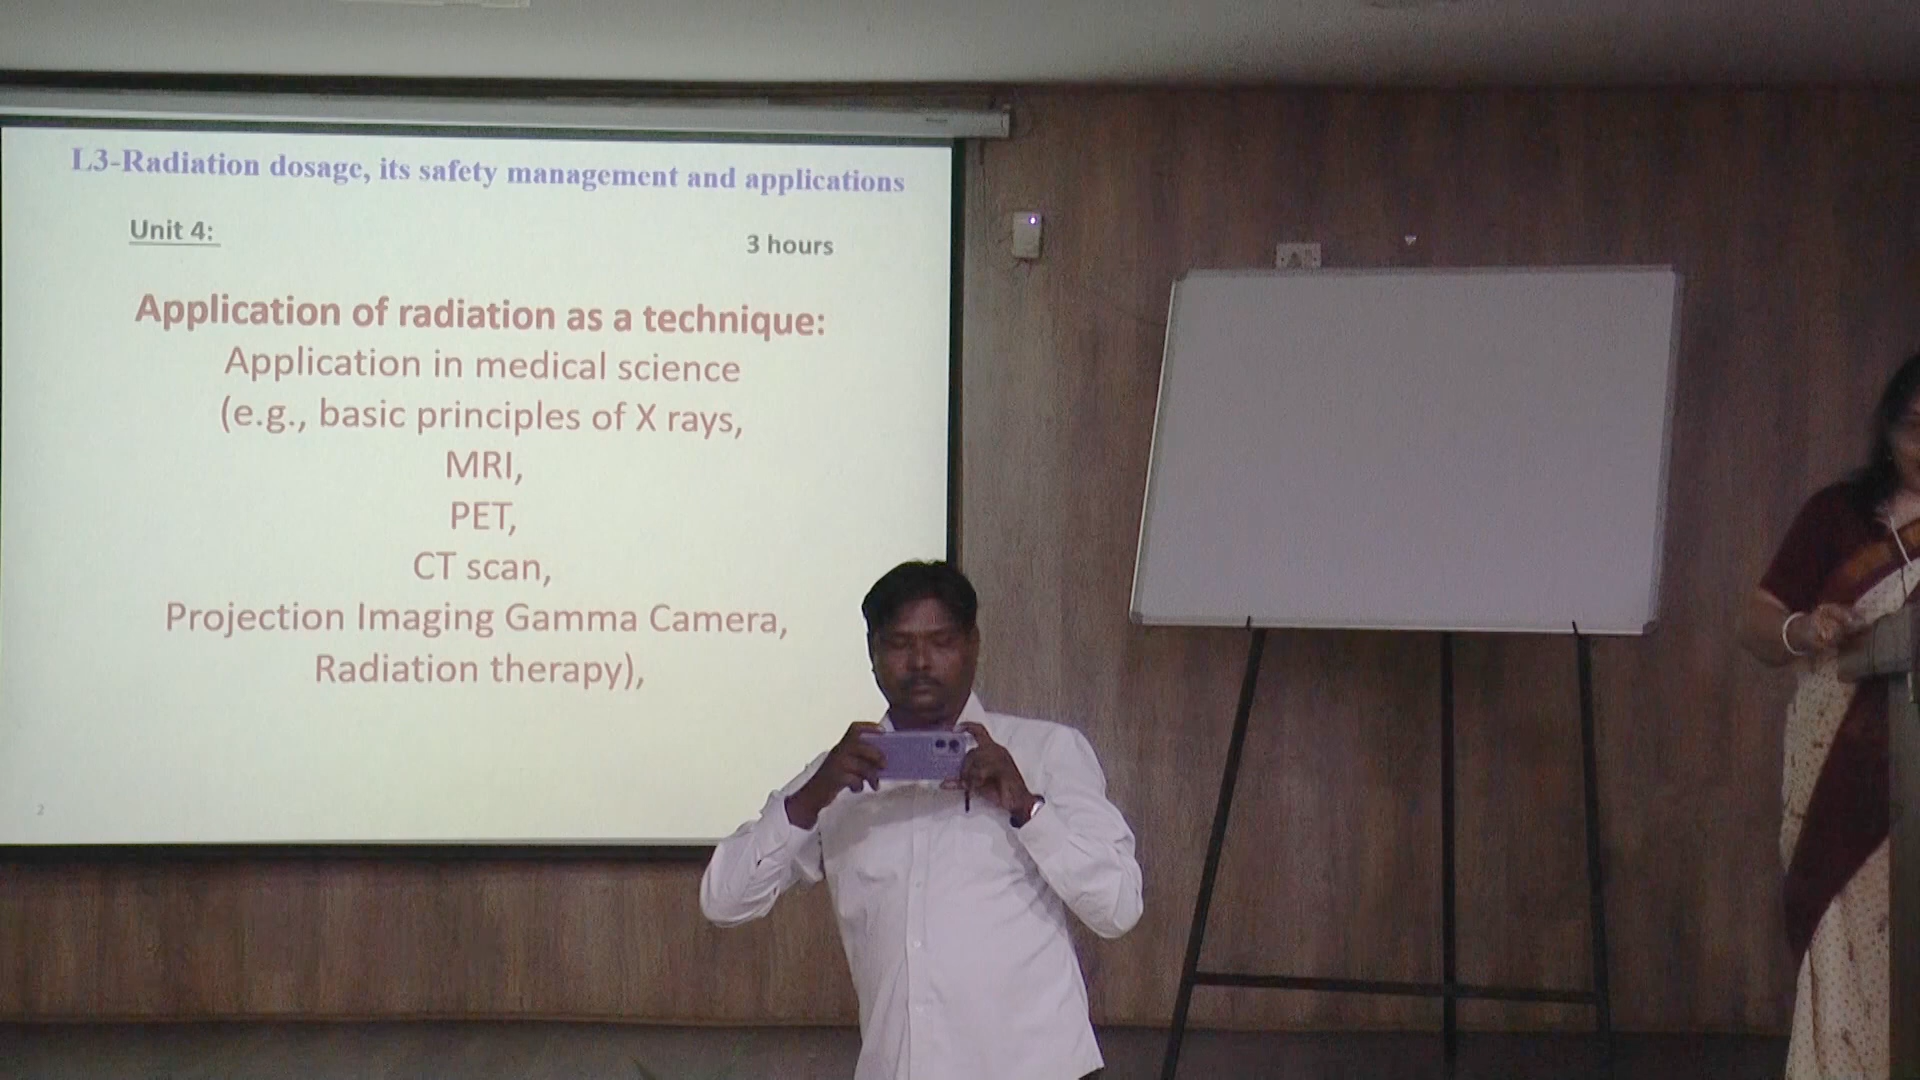 L3-Radiation dosage, its safety management and applications
Unit 4:
3 hours
Application of radiation as a technique:
Application in medical science
(e.g., basic principles of X rays,
MRI,
PET,
CT scan,
Projection Imaging Gamma Camera,
Radiation therapy),
2